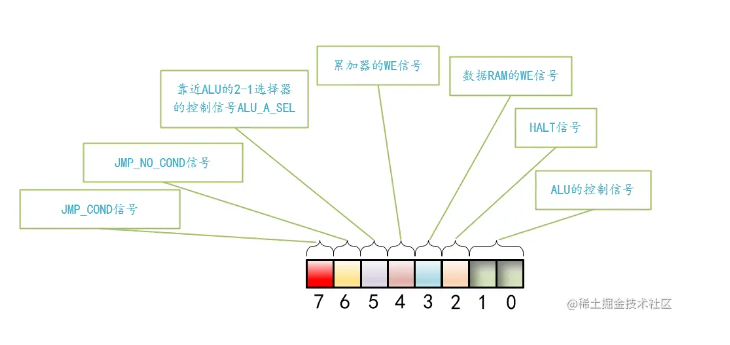 累加器的WE信号
数据RAM的WE信号
靠近ALU的2-1选择器
的控制信号ALU_A_SEL
HALT信号
JMP_NO_COND信号
ALU的控制信号
JMP_COND信号
7 6 5 4 3 2 1 0
@稀土掘金技术社区